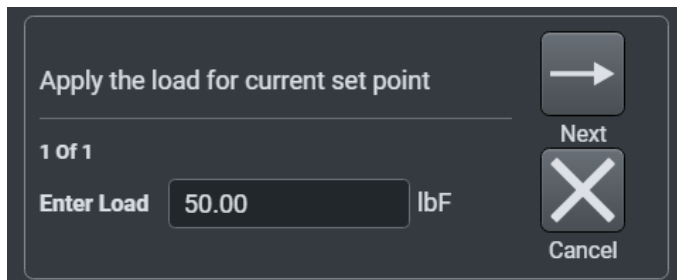 Apply the load for current set point
Next
1 Of 1
Enter Load 50.00 lbF
Cancel